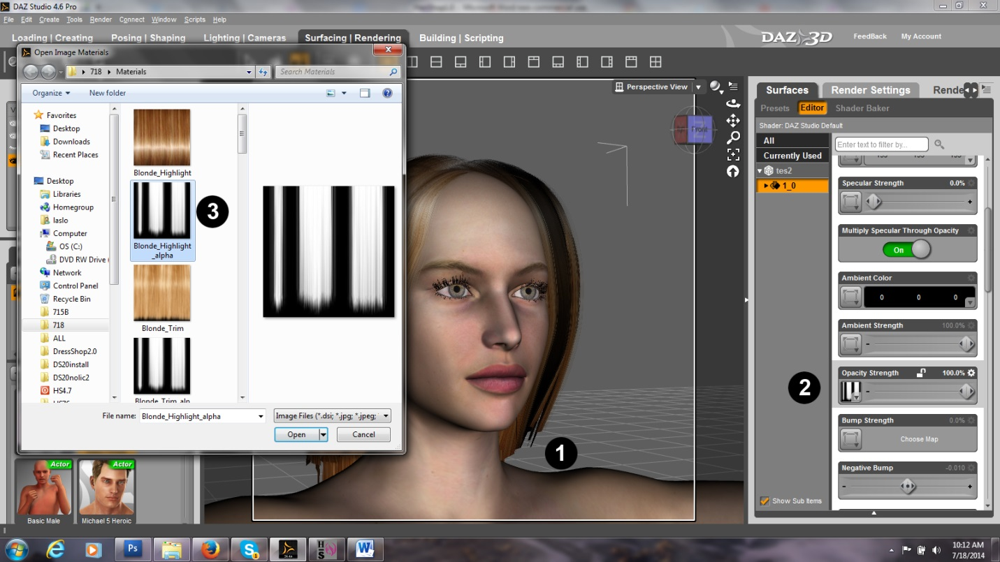 DAZ Studio 4.6 Pro
File Edit Create Tools Render Connect Window Scripts Help
Loading | Creating Posing | Shaping Lighting | Cameras Surfacing | Rendering Building | Scripting
DAZ 3D FeedBack My Account
Open Image Materials
718 Materials
Search Materials
Organize New folder
Favorites
Desktop
Downloads
Recent Places
Desktop
Libraries
Homegroup
laslo
Computer
OS (C:)
DVD RW Drive (
Network
Control Panel
Recycle Bin
715B
718
ALL
DressShop2.0
DS20install
DS20nolic2
HS4.7
Blonde_Highlight
Blonde_Highlight
_alpha
Blonde_Trim
Blonde_Trim_alp
3
File name: Blonde_Highlight_alpha
Image Files (*.dsi; *.jpg; *.jpeg;
Open Cancel
Actor
Actor
Basic Male Michael 5 Heroic
Perspective View
Front
1
2
Surfaces Render Settings Rende
Presets Editor Shader Baker
Shader: DAZ Studio Default
All
Currently Used
tes2
1_0
Show Sub Items
Enter text to filter by...
Specular Strength 0.0%
Multiply Specular Through Opacity
On
Ambient Color
0 0 0
Ambient Strength 100.0%
Opacity Strength 100.0%
Bump Strength 0.0%
Choose Map
Negative Bump -0.010
Ps
S 1
H S
W
10:12 AM
7/18/2014